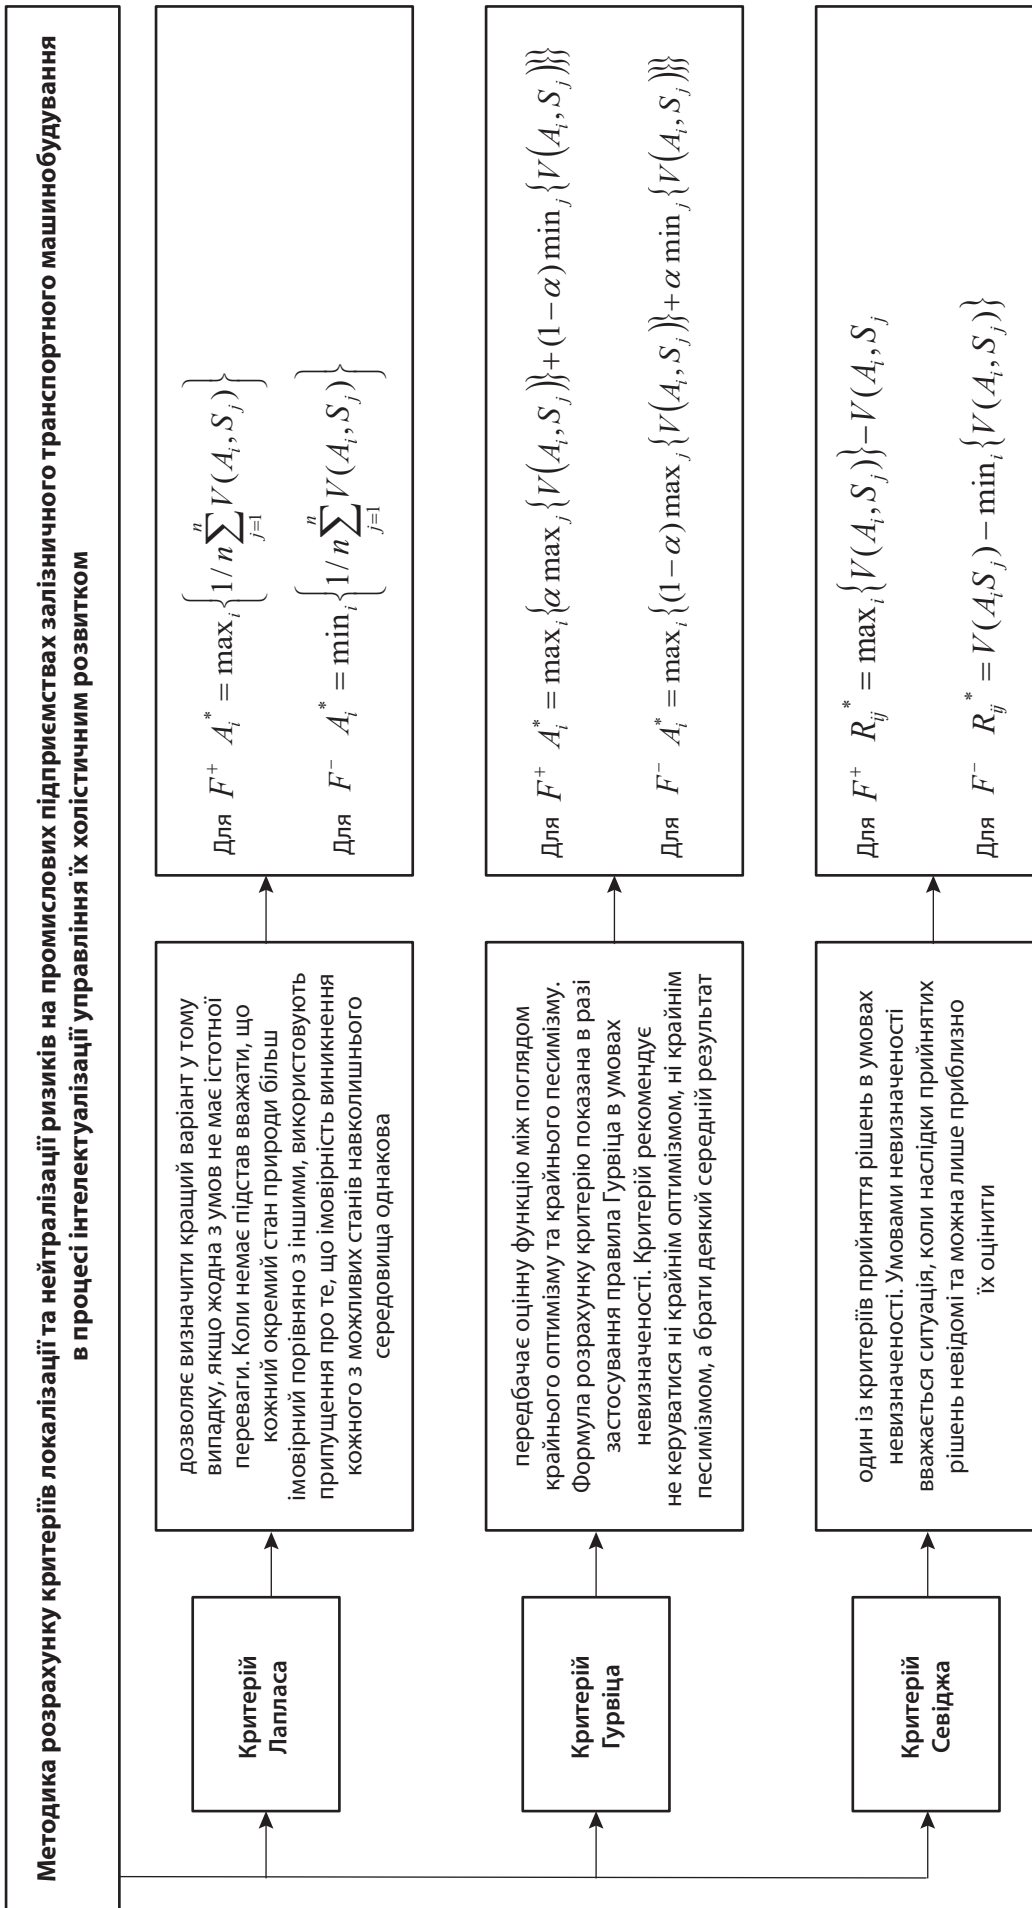 Методика розрахунку критеріїв локалізації та нейтралізації ризиків на промислових підприємствах залізничного транспортного машинобудування
в процесі інтелектуалізації управління їх холістичним розвитком
Критерій
Лапласа
дозволяє визначити кращий варіант у тому
випадку, якщо жодна з умов не має істотної
переваги. Коли немає підстав вважати, що
кожний окремий стан природи більш
імовірний порівняно з іншими, використовують
припущення про те, що імовірність виникнення
кожного з можливих станів навколишнього
середовища однакова
Для F⁺ A_i^* = max_i {1/n ∑_{j=1}^{n} V(A_i, S_j)}
Для F⁻ A_i^* = min_i {1/n ∑_{j=1}^{n} V(A_i, S_j)}
Критерій
Гурвіца
передбачає оцінну функцію між поглядом
крайнього оптимізму та крайнього песимізму.
Формула розрахунку критерію показана в разі
застосування правила Гурвіца в умовах
невизначеності. Критерій рекомендує
не керуватися ні крайнім оптимізмом, ні крайнім
песимізмом, а брати деякий середній результат
Для F⁺ A_i^* = max_i {α max_j {V(A_i, S_j)}} + (1 − α) min_j {V(A_i, S_j)}}}
Для F⁻ A_i^* = max_i {(1 − α) max_j {V(A_i, S_j)}} + α min_j {V(A_i, S_j)}}}
Критерій
Севіджа
один із критеріїв прийняття рішень в умовах
невизначеності. Умовами невизначеності
вважається ситуація, коли наслідки прийнятих
рішень невідомі та можна лише приблизно
їх оцінити
Для F⁺ R_{ij}^* = max_i {V(A_i, S_j)} − V(A_i, S_j
Для F⁻ R_{ij}^* = V(A_i S_j) − min_i {V(A_i, S_j)}